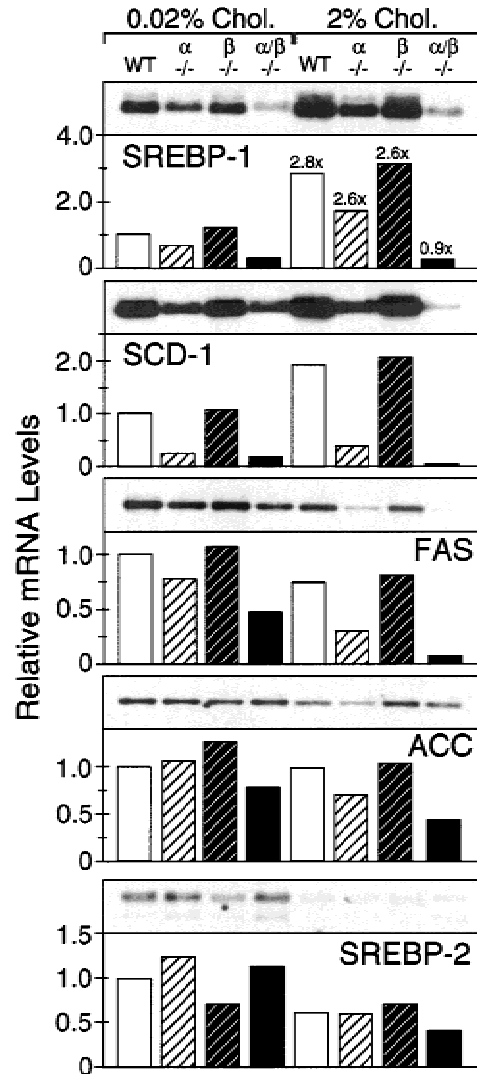 0.02% Chol. 2% Chol.
WT α -/- β -/- α/β -/- WT α -/- β -/- α/β -/-
4.0
SREBP-1
2.8x 2.6x 2.6x 0.9x
2.0
0
SCD-1
2.0
1.0
0
FAS
1.0
0.5
0
ACC
1.0
0.5
0
1.5
SREBP-2
1.0
0.5
0
Relative mRNA Levels